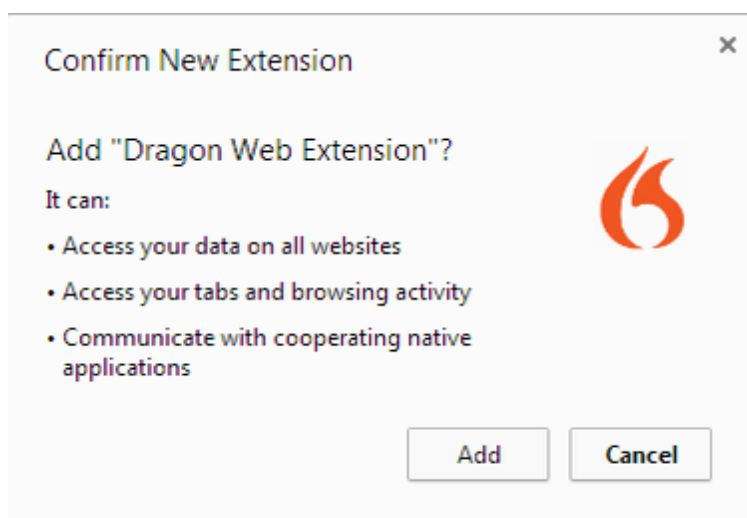 Confirm New Extension
Add "Dragon Web Extension"?
It can:
• Access your data on all websites
• Access your tabs and browsing activity
• Communicate with cooperating native
applications
Add
Cancel